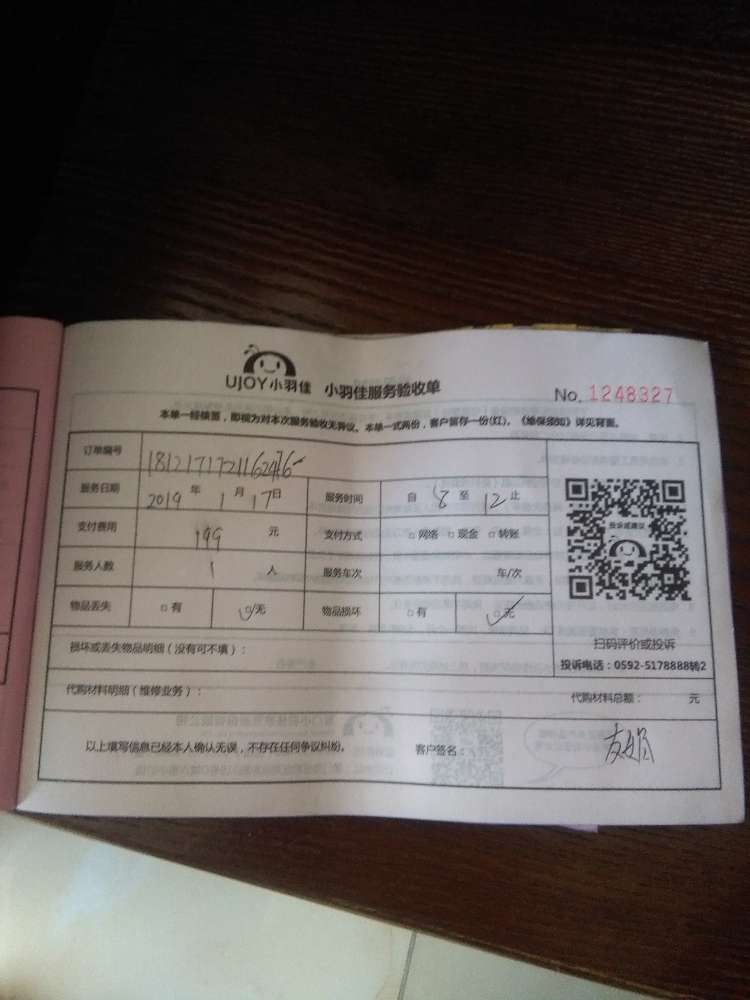 UJOY小羽佳 小羽佳服务验收单
No. 1248327
本单一经核签，即视为对本次服务验收无异议。本单一式两份，客户留存一份(红)。《维保须知》详见背面。
订单编号
服务日期 2019 年 1 月 17 日 服务时间 自 8 至 12 止
支付费用 199 元 支付方式 □网络 □现金 □转账
服务人数 1 人 服务车次 车/次
物品丢失 □有 □无 物品损坏 □有 □无
投诉或建议
扫码评价或投诉
投诉电话：0592-5178888转2
损坏或丢失物品明细（没有可不填）：
代购材料明细（维修业务）： 代购材料总额： 元
以上填写信息已经本人确认无误，不存在任何争议纠纷。 客户签名：